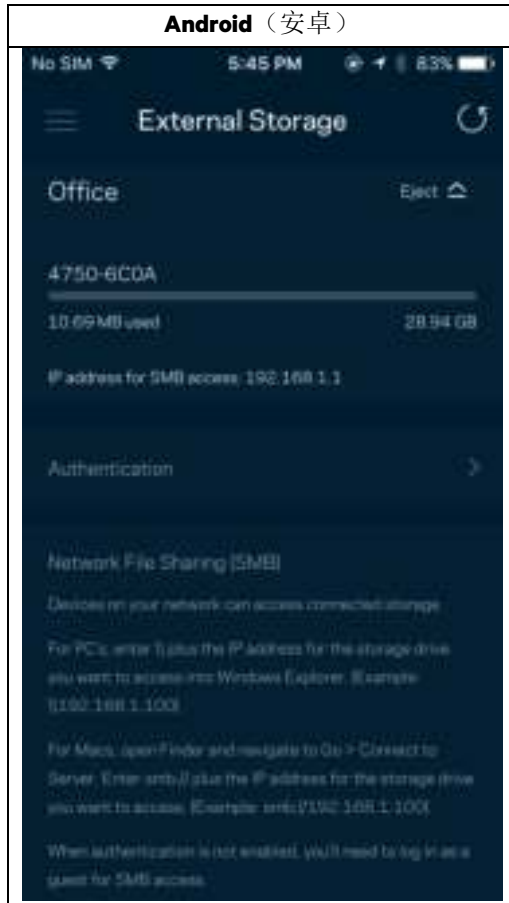 Android（安卓）
No SIM 5:45 PM 83%
External Storage
Office Eject
4750-6C0A
10.69 MB used 28.94 GB
IP address for SMB access: 192.168.1.1
Authentication >
Network File Sharing (SMB)
Devices on your network can access connected storage
For PCs, enter \\ plus the IP address for the storage drive
you want to access into Windows Explorer. (Example:
\\192.168.1.100)
For Macs, open Finder and navigate to Go > Connect to
Server. Enter smb:// plus the IP address for the storage drive
you want to access. (Example: smb://192.168.1.100)
When authentication is not enabled, you'll need to log in as a
guest for SMB access.